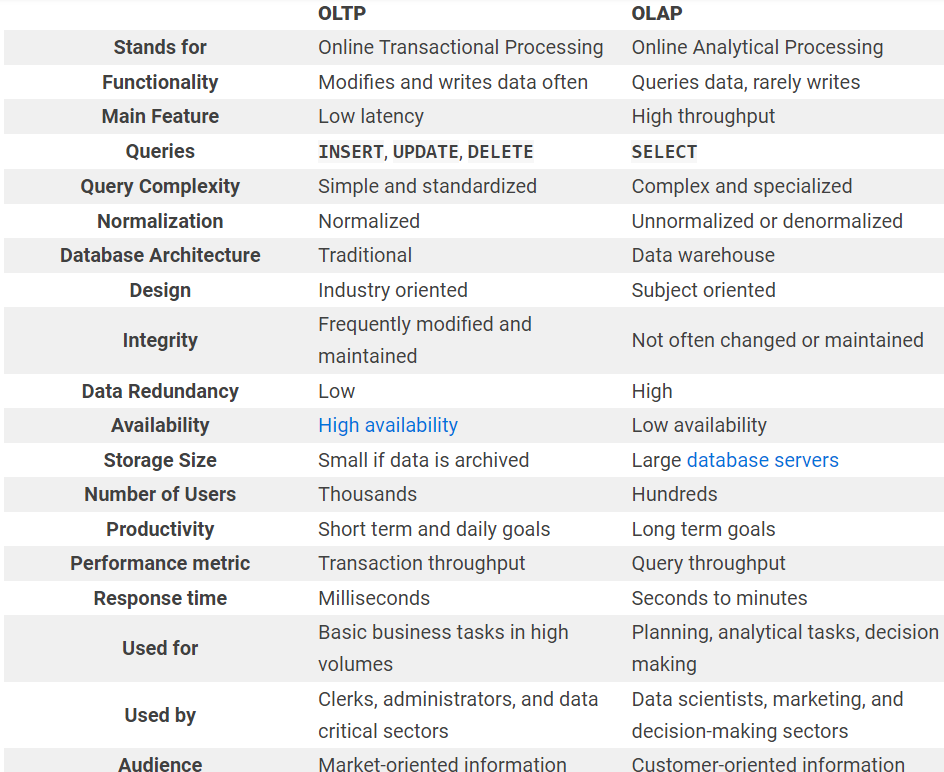 OLTP OLAP
Stands for Online Transactional Processing Online Analytical Processing
Functionality Modifies and writes data often Queries data, rarely writes
Main Feature Low latency High throughput
Queries INSERT, UPDATE, DELETE SELECT
Query Complexity Simple and standardized Complex and specialized
Normalization Normalized Unnormalized or denormalized
Database Architecture Traditional Data warehouse
Design Industry oriented Subject oriented
Integrity Frequently modified and maintained Not often changed or maintained
Data Redundancy Low High
Availability High availability Low availability
Storage Size Small if data is archived Large database servers
Number of Users Thousands Hundreds
Productivity Short term and daily goals Long term goals
Performance metric Transaction throughput Query throughput
Response time Milliseconds Seconds to minutes
Used for Basic business tasks in high volumes Planning, analytical tasks, decision making
Used by Clerks, administrators, and data critical sectors Data scientists, marketing, and decision-making sectors
Audience Market-oriented information Customer-oriented information